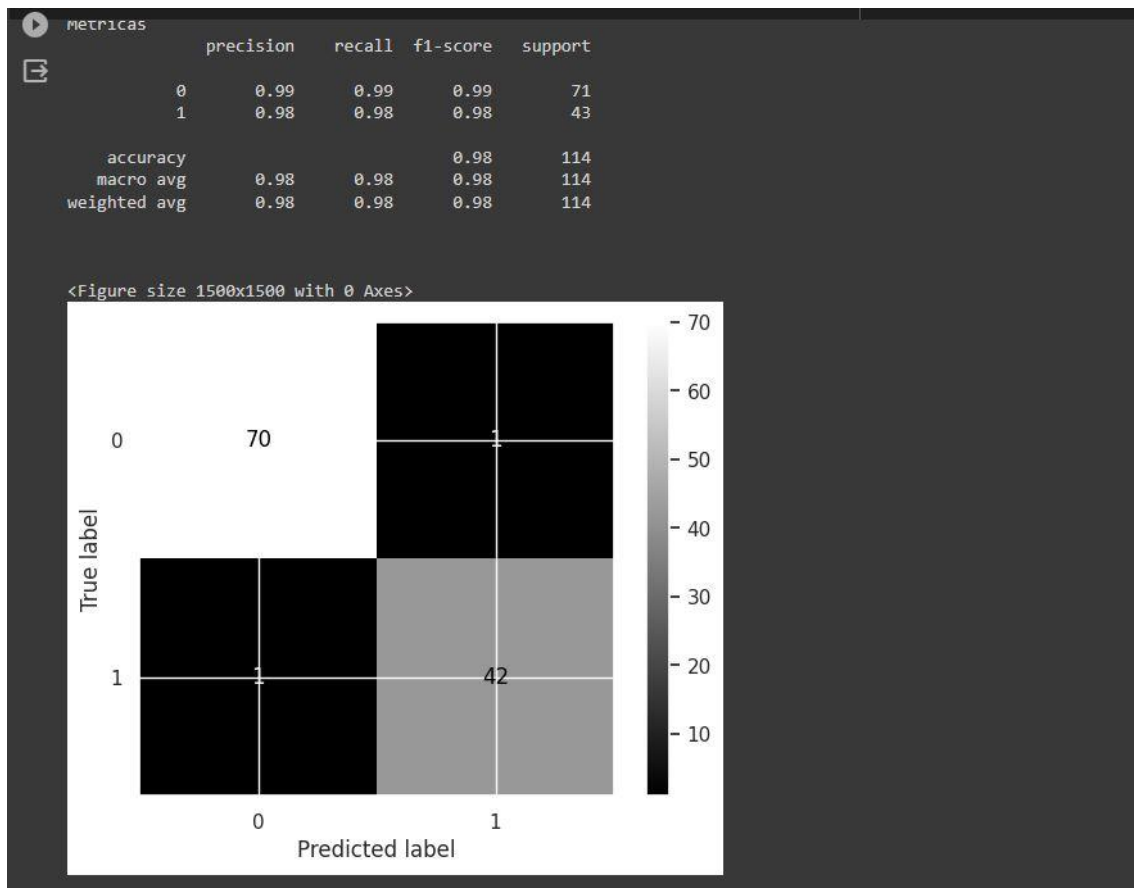 Metricas
precision recall f1-score support
0 0.99 0.99 0.99 71
1 0.98 0.98 0.98 43
accuracy 0.98 114
macro avg 0.98 0.98 0.98 114
weighted avg 0.98 0.98 0.98 114
<Figure size 1500x1500 with 0 Axes>
70
60
50
40
30
20
10
True label
0
1
70
1
1
42
0 1
Predicted label